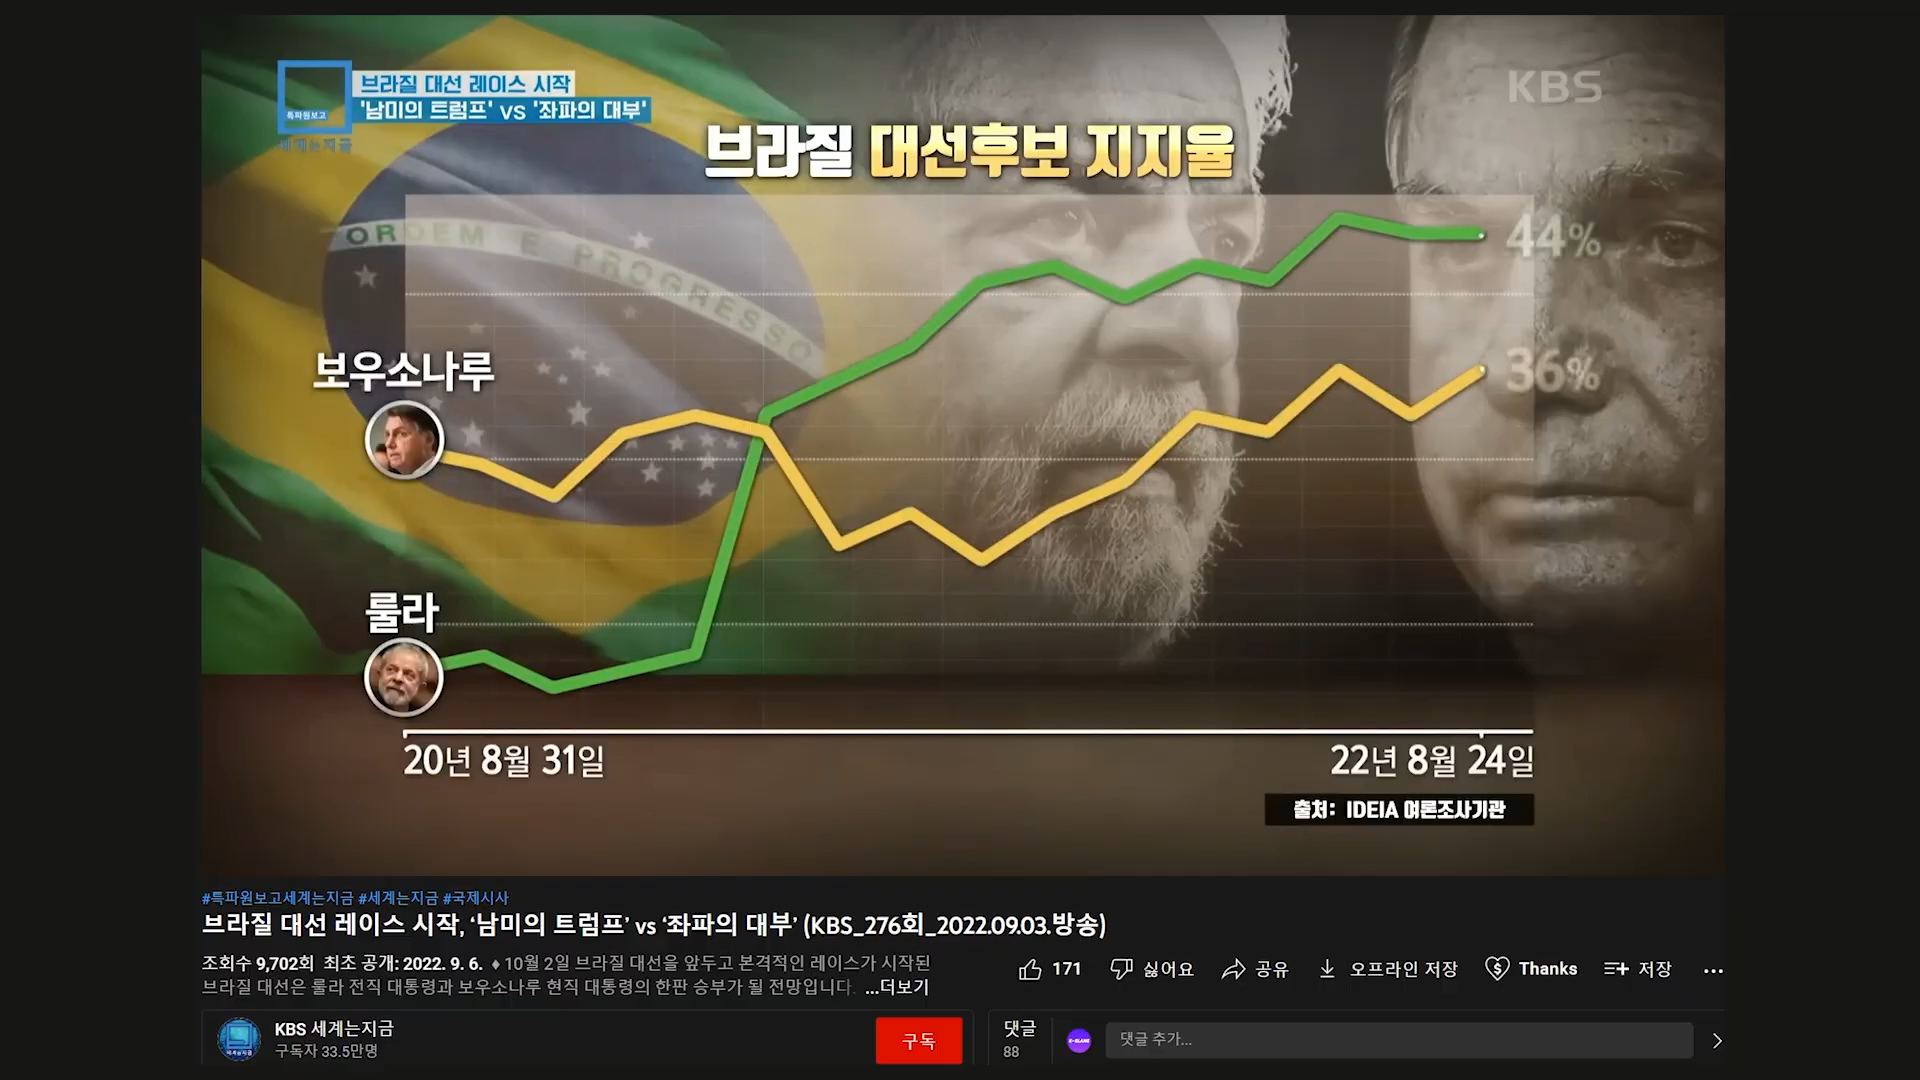 브라질 대선 레이스 시작
'남미의 트럼프' vs '좌파의 대부'
특파원보고
세계는지금
KBS
브라질 대선후보 지지율
ORDEM E PROGRESSO
44%
보우소나루
36%
룰라
20년 8월 31일
22년 8월 24일
출처: IDEIA 여론조사기관
#특파원보고세계는지금 #세계는지금 #국제시사
브라질 대선 레이스 시작, ‘남미의 트럼프’ vs ‘좌파의 대부’ (KBS_276회_2022.09.03.방송)
조회수 9,702회 최초 공개: 2022. 9. 6. ♦ 10월 2일 브라질 대선을 앞두고 본격적인 레이스가 시작된
브라질 대선은 룰라 전직 대통령과 보우소나루 현직 대통령의 한판 승부가 될 전망입니다. ...더보기
171 싫어요 공유 오프라인 저장 Thanks 저장
KBS 세계는지금
구독자 33.5만명
구독
댓글
88
댓글 추가...